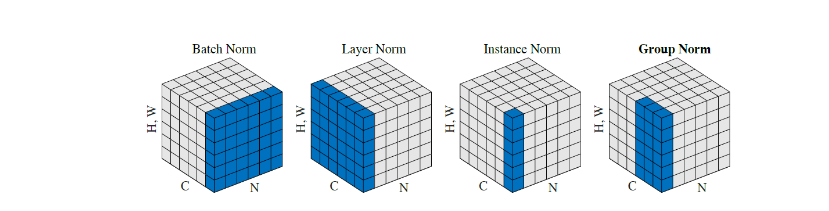 Batch Norm
Layer Norm
Instance Norm
Group Norm
H, W
C
N
H, W
C
N
H, W
C
N
H, W
C
N